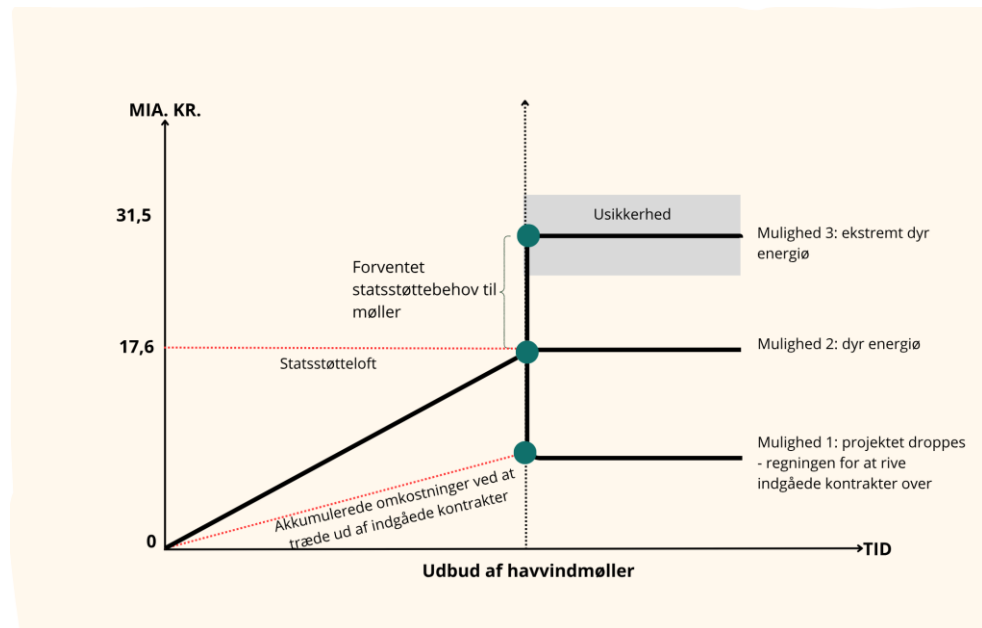 MIA. KR.
31,5
Usikkerhed
Mulighed 3: ekstremt dyr
energiø
Forventet
statsstøttebehov til
møller
17,6
Statsstøtteloft
Mulighed 2: dyr energiø
Mulighed 1: projektet droppes
- regningen for at rive
indgåede kontrakter over
Akkumulerede omkostninger ved at
træde ud af indgåede kontrakter
0
TID
Udbud af havvindmøller